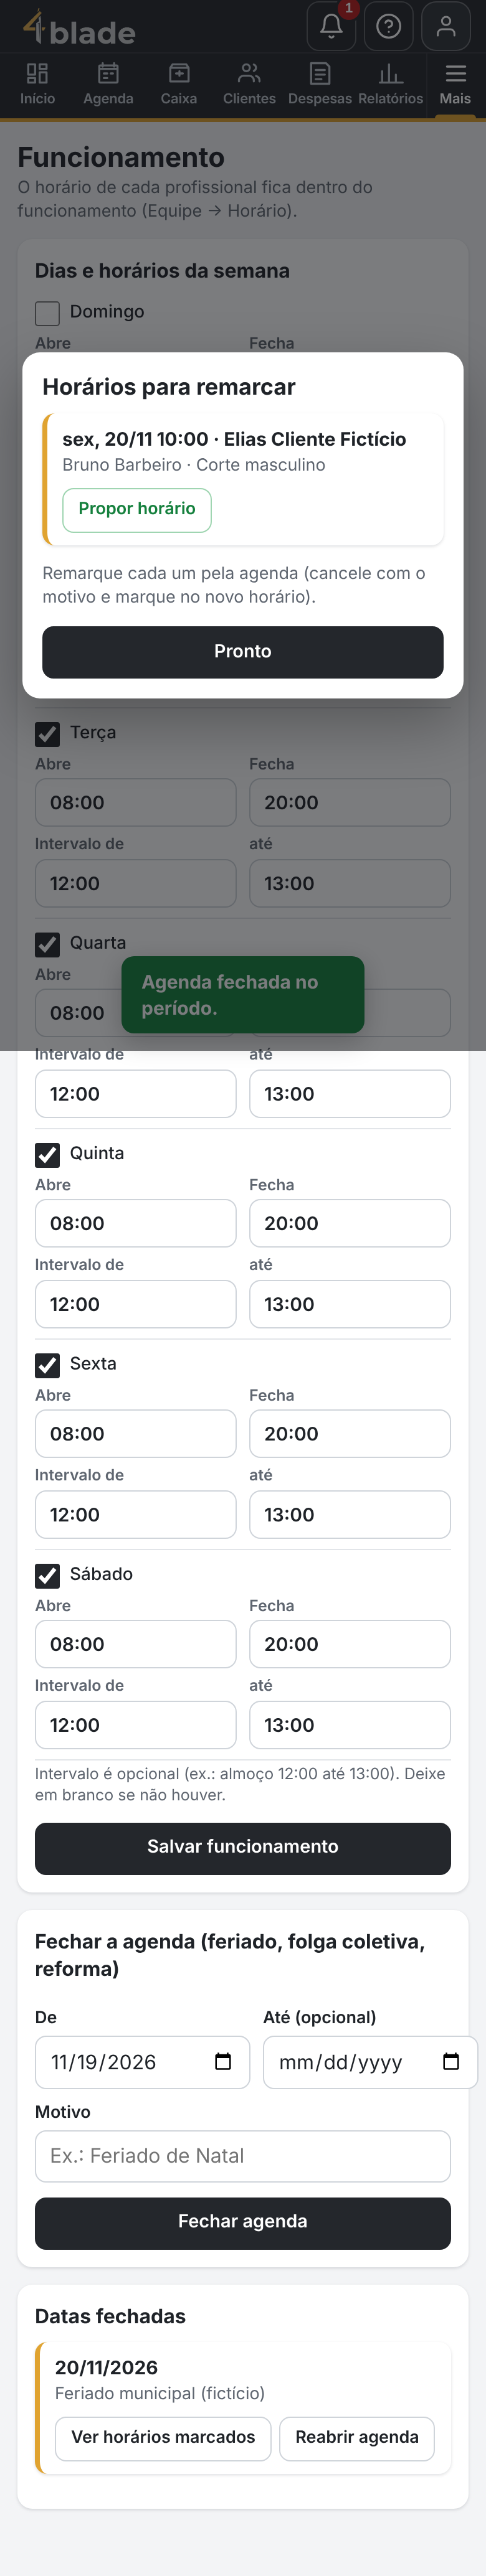 4blade
1
Início
Agenda
Caixa
Clientes
Despesas
Relatórios
Mais
Funcionamento
O horário de cada profissional fica dentro do
funcionamento (Equipe → Horário).
Dias e horários da semana
Domingo
Abre
Fecha
Horários para remarcar
sex, 20/11 10:00 · Elias Cliente Fictício
Bruno Barbeiro · Corte masculino
Propor horário
Remarque cada um pela agenda (cancele com o
motivo e marque no novo horário).
Pronto
Terça
Abre
Fecha
08:00
20:00
Intervalo de
até
12:00
13:00
Quarta
Abre
08:00
Agenda fechada no
período.
Intervalo de
até
12:00
13:00
Quinta
Abre
Fecha
08:00
20:00
Intervalo de
até
12:00
13:00
Sexta
Abre
Fecha
08:00
20:00
Intervalo de
até
12:00
13:00
Sábado
Abre
Fecha
08:00
20:00
Intervalo de
até
12:00
13:00
Intervalo é opcional (ex.: almoço 12:00 até 13:00). Deixe
em branco se não houver.
Salvar funcionamento
Fechar a agenda (feriado, folga coletiva,
reforma)
De
Até (opcional)
11/19/2026
mm/dd/yyyy
Motivo
Ex.: Feriado de Natal
Fechar agenda
Datas fechadas
20/11/2026
Feriado municipal (fictício)
Ver horários marcados
Reabrir agenda